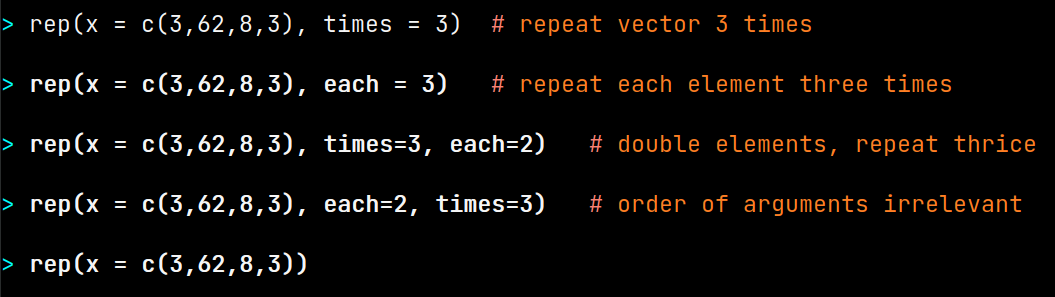 > rep(x = c(3,62,8,3), times = 3)  # repeat vector 3 times
> rep(x = c(3,62,8,3), each = 3)   # repeat each element three times
> rep(x = c(3,62,8,3), times=3, each=2)   # double elements, repeat thrice
> rep(x = c(3,62,8,3), each=2, times=3)   # order of arguments irrelevant
> rep(x = c(3,62,8,3))